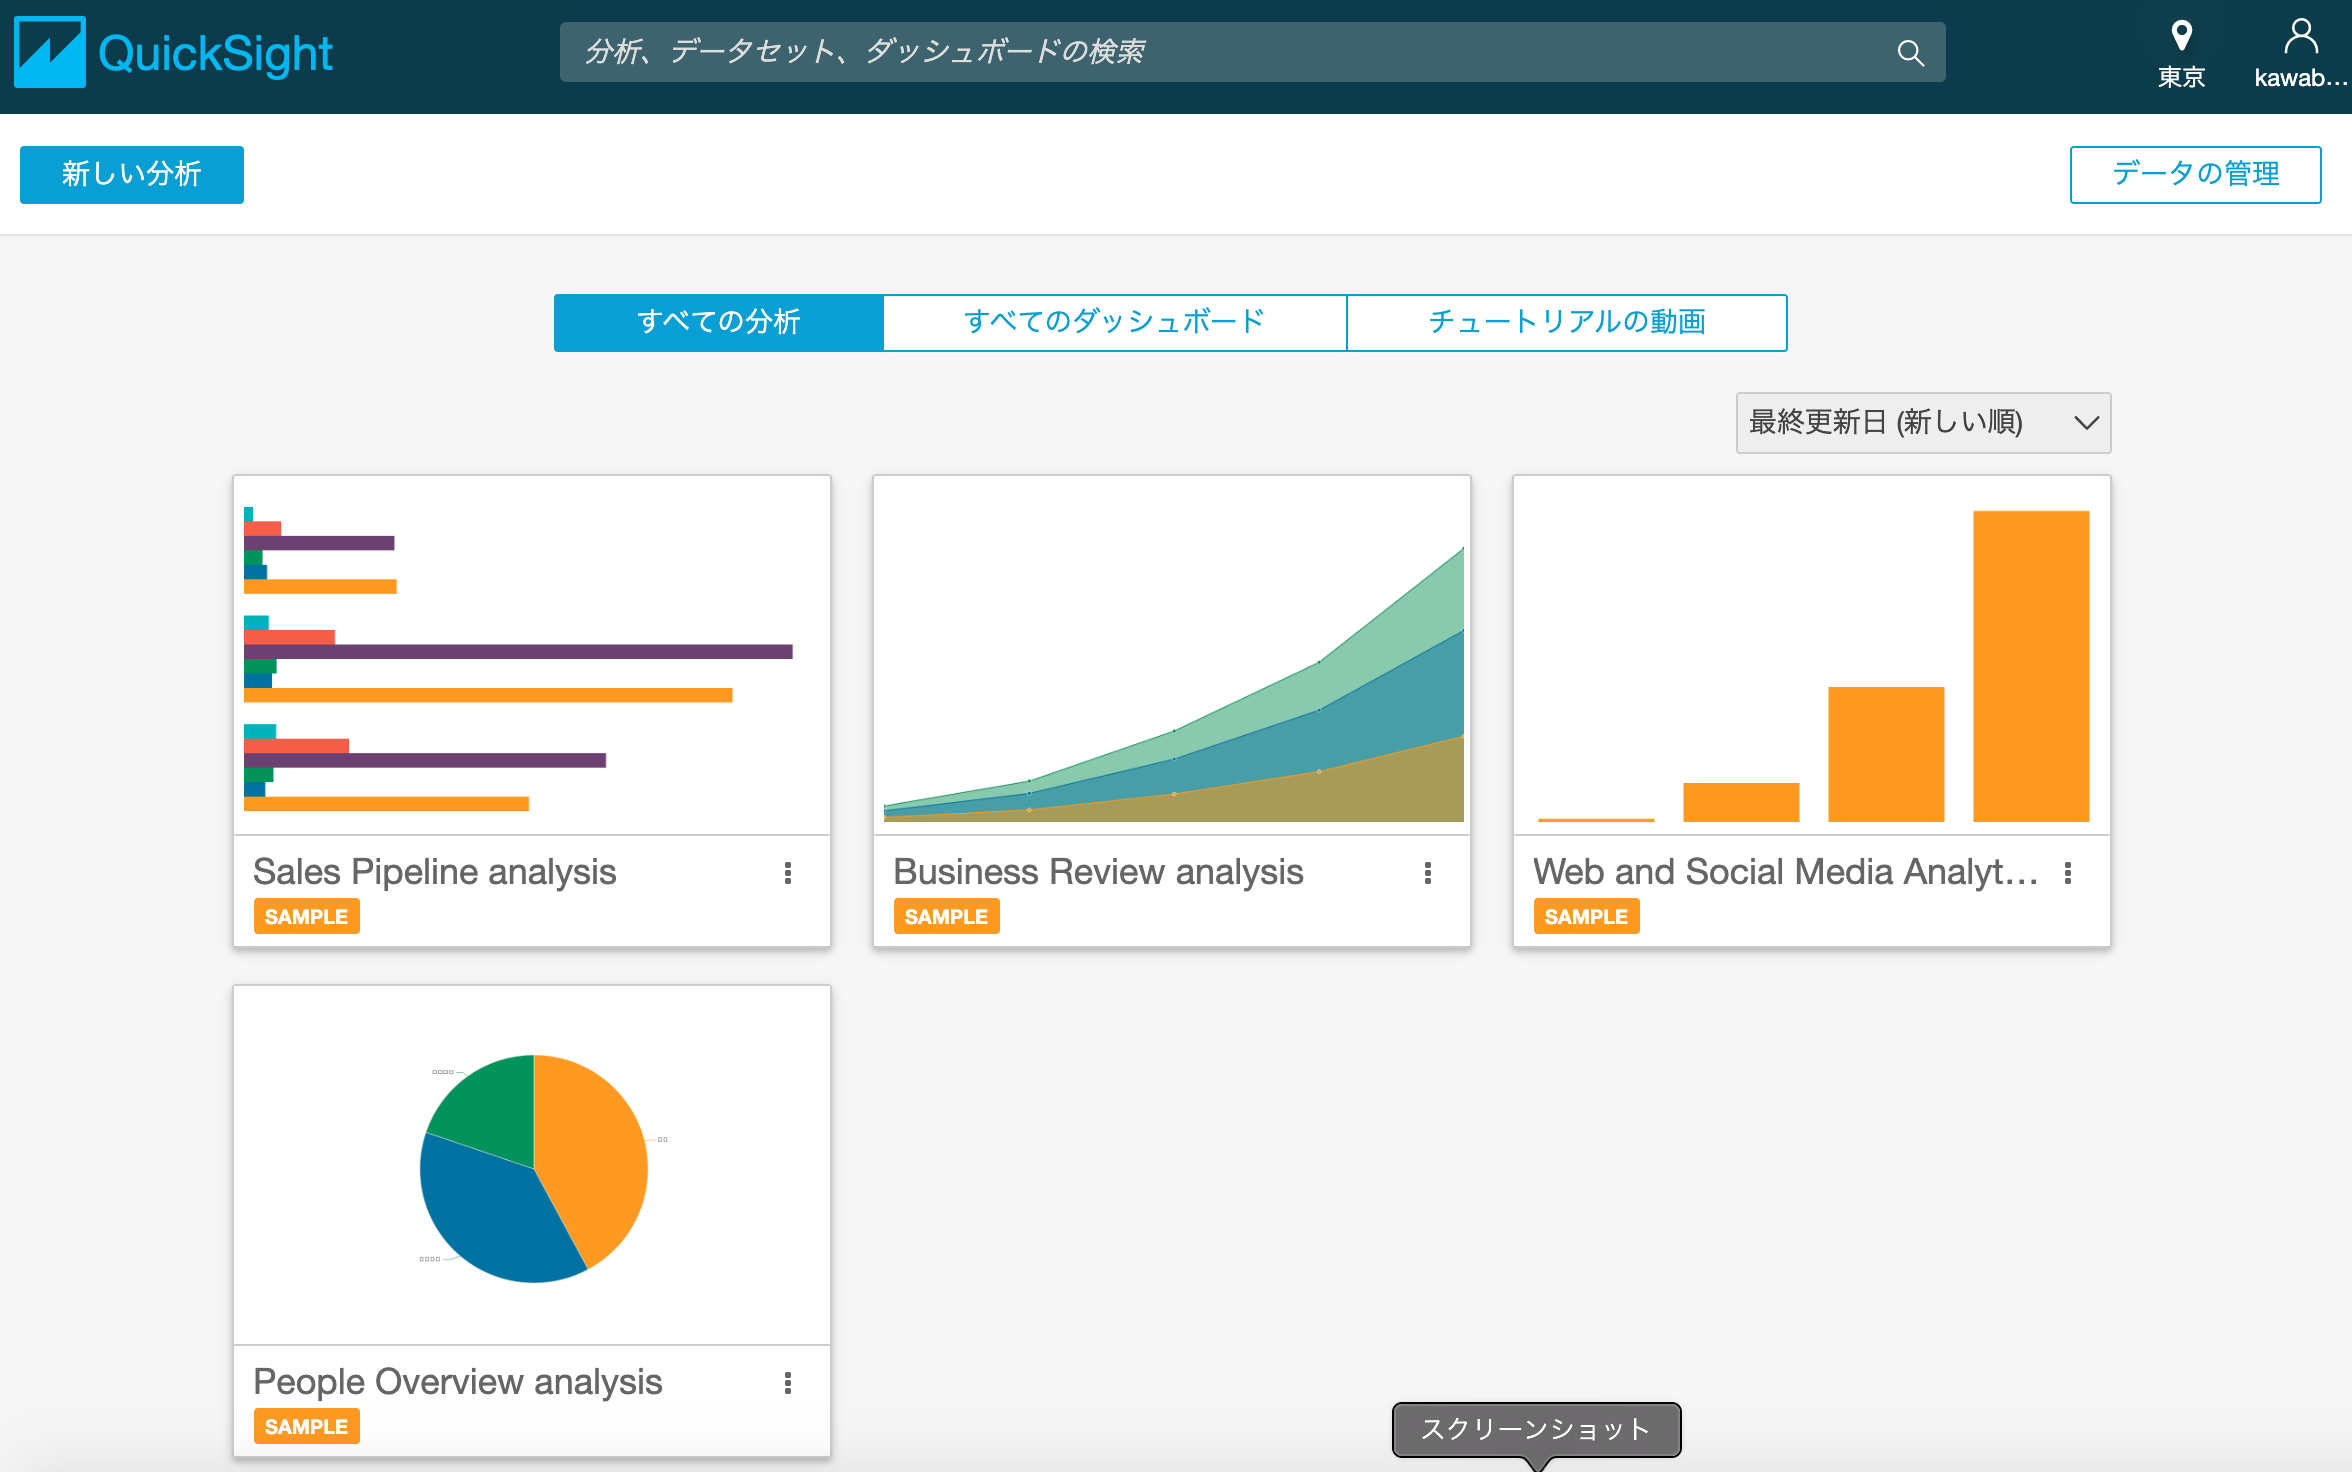 QuickSight
分析、データセット、ダッシュボードの検索
東京
kawab...
新しい分析
データの管理
すべての分析
すべてのダッシュボード
チュートリアルの動画
最終更新日 (新しい順)
Sales Pipeline analysis
SAMPLE
Business Review analysis
SAMPLE
Web and Social Media Analyt...
SAMPLE
People Overview analysis
SAMPLE
スクリーンショット